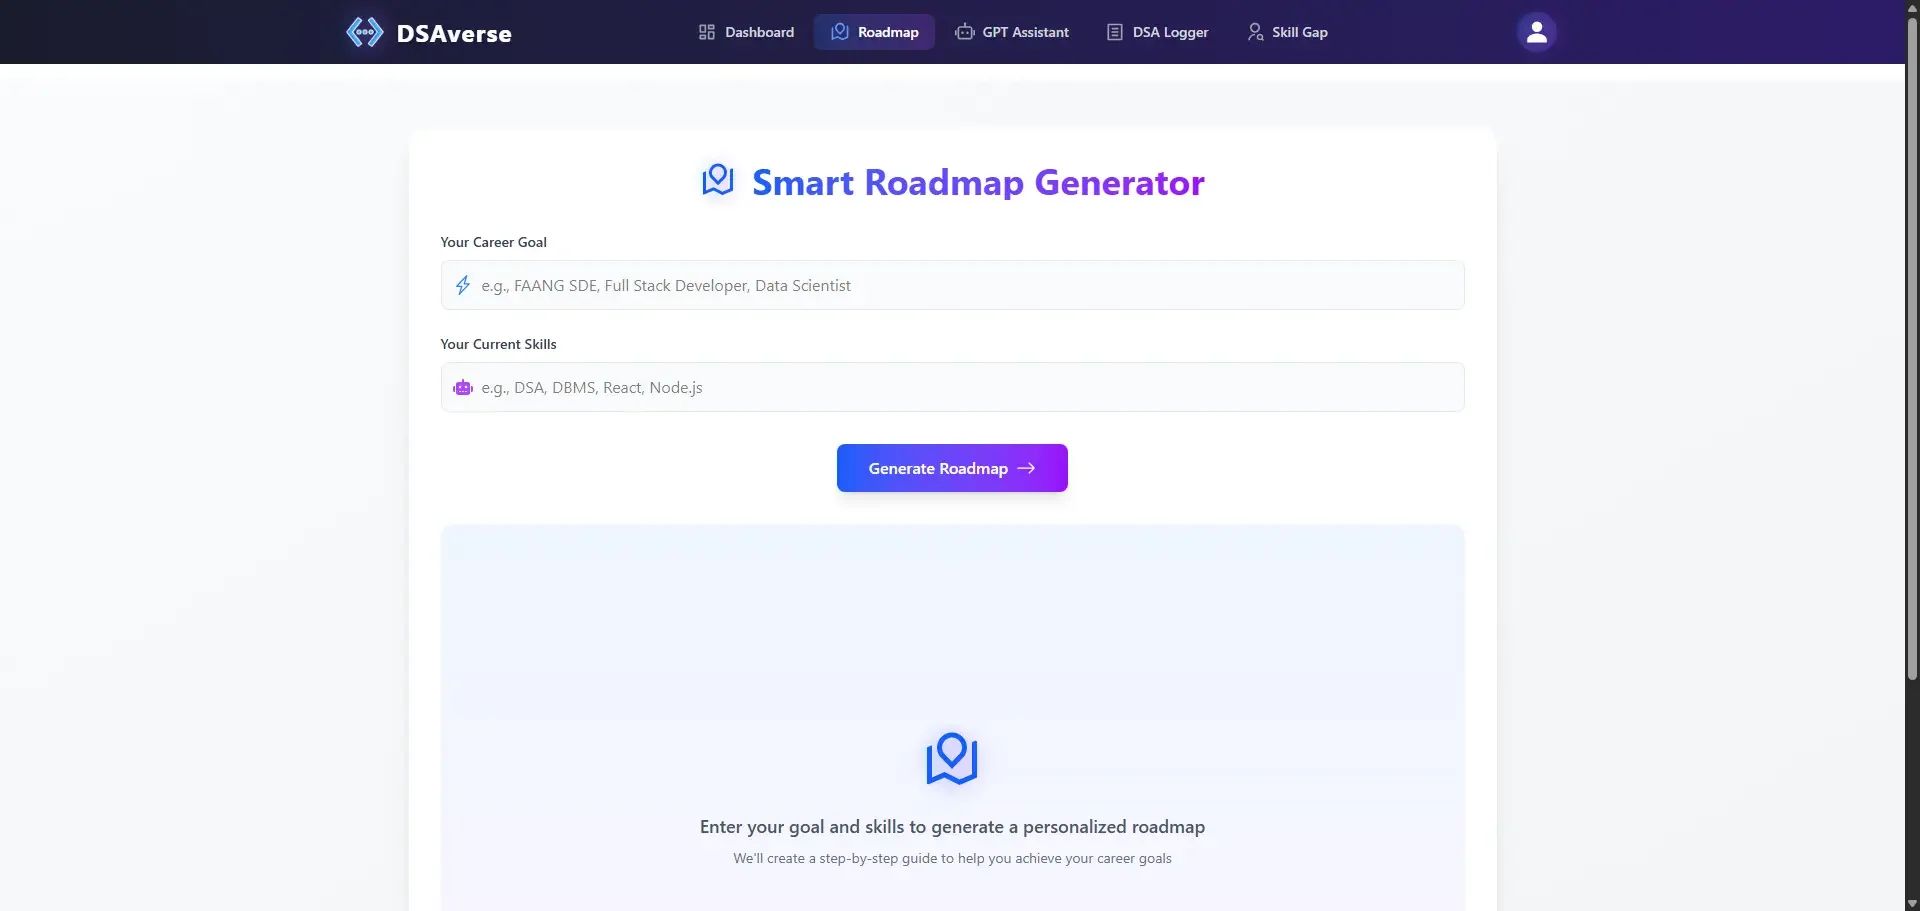 DSAverse
Dashboard
Roadmap
GPT Assistant
DSA Logger
Skill Gap
Smart Roadmap Generator
Your Career Goal
e.g., FAANG SDE, Full Stack Developer, Data Scientist
Your Current Skills
e.g., DSA, DBMS, React, Node.js
Generate Roadmap →
Enter your goal and skills to generate a personalized roadmap
We'll create a step-by-step guide to help you achieve your career goals